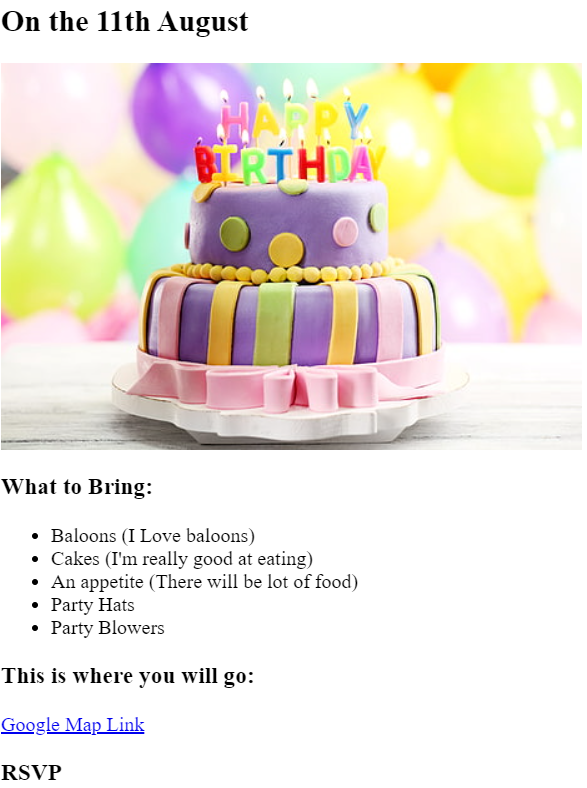 On the 11th August
HAPPY
BIRTHDAY
What to Bring:
Baloons (I Love baloons)
Cakes (I'm really good at eating)
An appetite (There will be lot of food)
Party Hats
Party Blowers
This is where you will go:
Google Map Link
RSVP